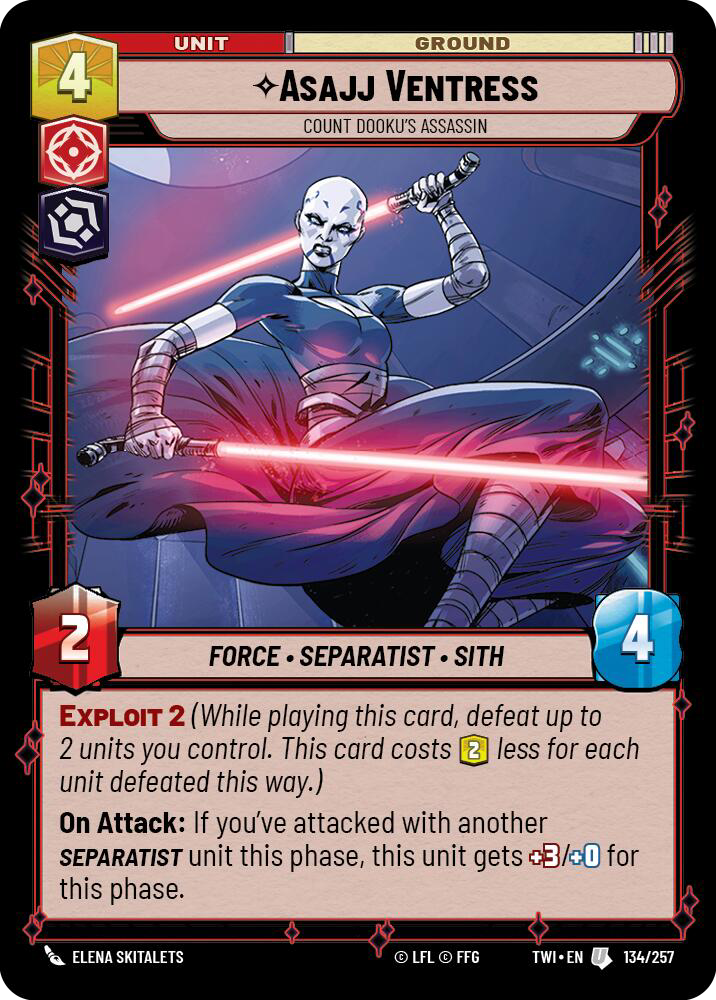 UNIT
GROUND
4
ASAJJ VENTRESS
COUNT DOOKU'S ASSASSIN
2
FORCE • SEPARATIST • SITH
4
EXPLOIT 2 (While playing this card, defeat up to
2 units you control. This card costs 2 less for each
unit defeated this way.)
On Attack: If you've attacked with another
SEPARATIST unit this phase, this unit gets +3/+0 for
this phase.
ELENA SKITALETS
© LFL © FFG
TWI • EN
U
134/257